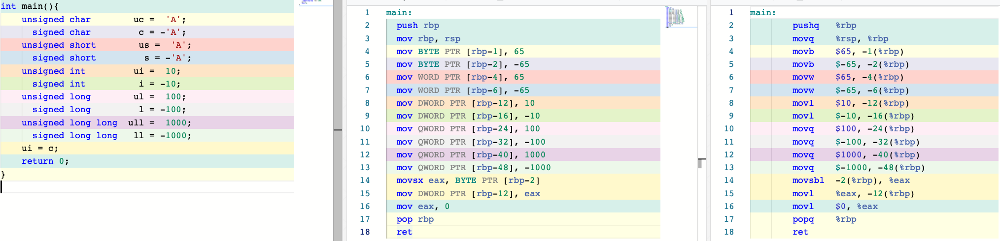 int main(){
unsigned char uc = 'A';
signed char c = -'A';
unsigned short us = 'A';
signed short s = -'A';
unsigned int ui = 10;
signed int i = -10;
unsigned long ul = 100;
signed long l = -100;
unsigned long long ull = 1000;
signed long long ll = -1000;
ui = c;
return 0;
}
1 main:
2 push rbp
3 mov rbp, rsp
4 mov BYTE PTR [rbp-1], 65
5 mov BYTE PTR [rbp-2], -65
6 mov WORD PTR [rbp-4], 65
7 mov WORD PTR [rbp-6], -65
8 mov DWORD PTR [rbp-12], 10
9 mov DWORD PTR [rbp-16], -10
10 mov QWORD PTR [rbp-24], 100
11 mov QWORD PTR [rbp-32], -100
12 mov QWORD PTR [rbp-40], 1000
13 mov QWORD PTR [rbp-48], -1000
14 movsx eax, BYTE PTR [rbp-2]
15 mov DWORD PTR [rbp-12], eax
16 mov eax, 0
17 pop rbp
18 ret
1 main:
2 pushq %rbp
3 movq %rsp, %rbp
4 movb $65, -1(%rbp)
5 movb $-65, -2(%rbp)
6 movw $65, -4(%rbp)
7 movw $-65, -6(%rbp)
8 movl $10, -12(%rbp)
9 movl $-10, -16(%rbp)
10 movq $100, -24(%rbp)
11 movq $-100, -32(%rbp)
12 movq $1000, -40(%rbp)
13 movq $-1000, -48(%rbp)
14 movsbl -2(%rbp), %eax
15 movl %eax, -12(%rbp)
16 movl $0, %eax
17 popq %rbp
18 ret